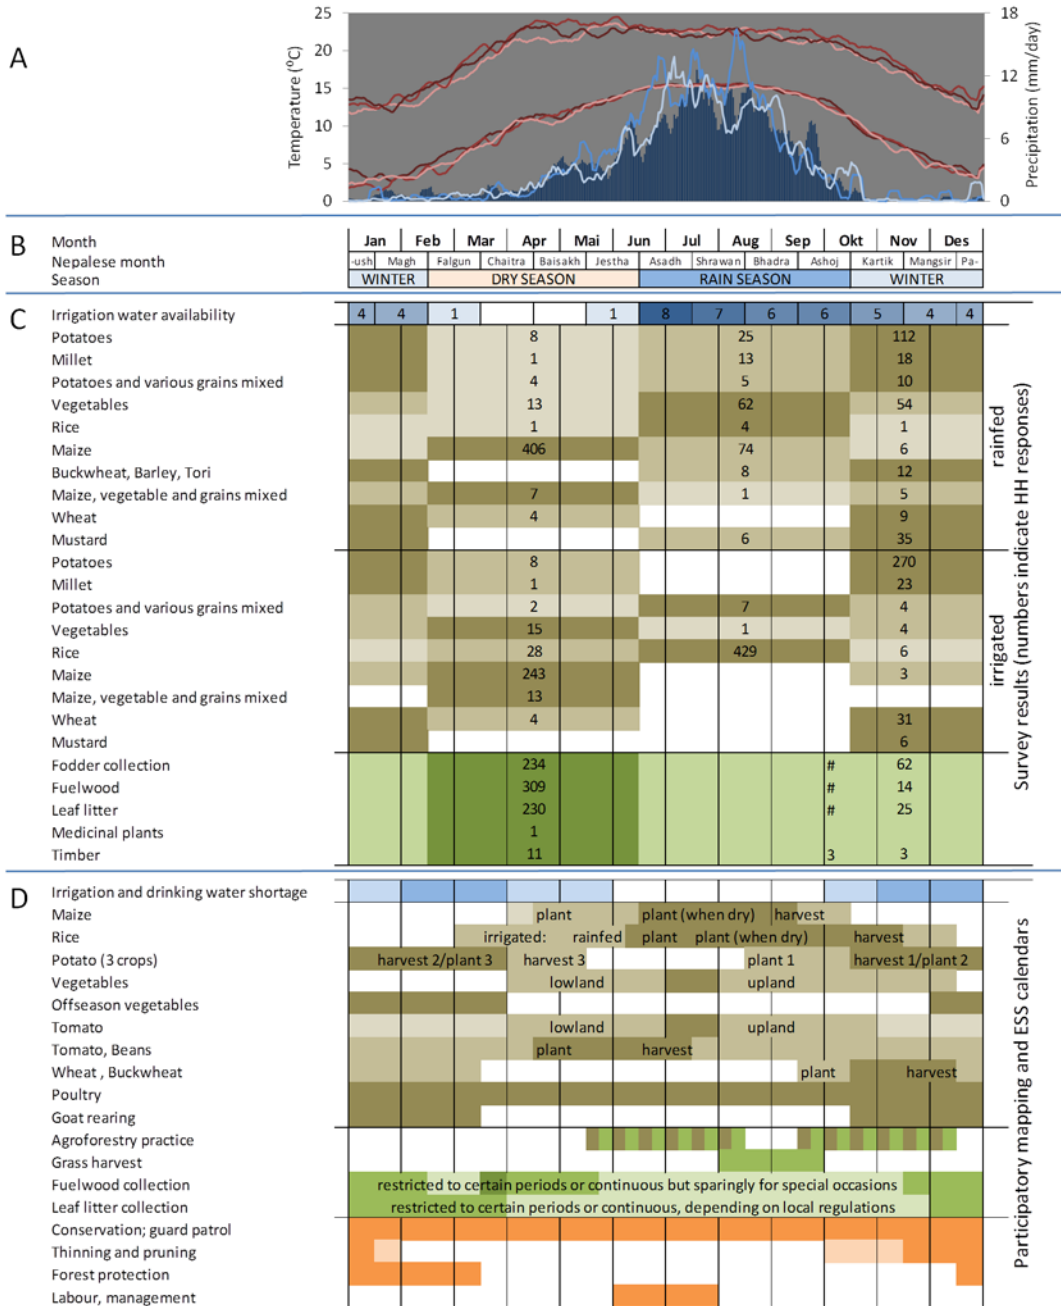 A
Temperature (⁰C)
25
20
15
10
5
0
18
12
6
0
Precipitation (mm/day)
B
Month Jan Feb Mar Apr Mai Jun Jul Aug Sep Okt Nov Des
Nepalese month -ush Magh Falgun Chaitra Baisakh Jestha Asadh Shrawan Bhadra Ashoj Kartik Mangsir Pa-
Season WINTER DRY SEASON RAIN SEASON WINTER
C
Irrigation water availability 4 4 1 1 8 7 6 6 5 4 4
Potatoes 8 25 112
Millet 1 13 18
Potatoes and various grains mixed 4 5 10
Vegetables 13 62 54
Rice 1 4 1
Maize 406 74 6
Buckwheat, Barley, Tori 8 12
Maize, vegetable and grains mixed 7 1 5
Wheat 4 9
Mustard 6 35
rainfed
Potatoes 8 270
Millet 1 23
Potatoes and various grains mixed 2 7 4
Vegetables 15 1 4
Rice 28 429 6
Maize 243 3
Maize, vegetable and grains mixed 13
Wheat 4 31
Mustard 6
irrigated
Fodder collection 234 # 62
Fuelwood 309 # 14
Leaf litter 230 # 25
Medicinal plants 1
Timber 11 3 3
Survey results (numbers indicate HH responses)
D
Irrigation and drinking water shortage
Maize plant plant (when dry) harvest
Rice irrigated: rainfed plant plant (when dry) harvest
Potato (3 crops) harvest 2/plant 3 harvest 3 plant 1 harvest 1/plant 2
Vegetables lowland upland
Offseason vegetables
Tomato lowland upland
Tomato, Beans plant harvest
Wheat , Buckwheat plant harvest
Poultry
Goat rearing
Agroforestry practice
Grass harvest
Fuelwood collection restricted to certain periods or continuous but sparingly for special occasions
Leaf litter collection restricted to certain periods or continuous, depending on local regulations
Conservation; guard patrol
Thinning and pruning
Forest protection
Labour, management
Participatory mapping and ESS calendars